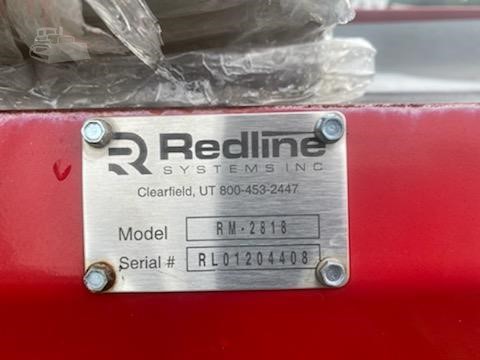 Redline
SYSTEMS INC
Clearfield, UT 800-453-2447
Model RM-2818
Serial # RL01204408